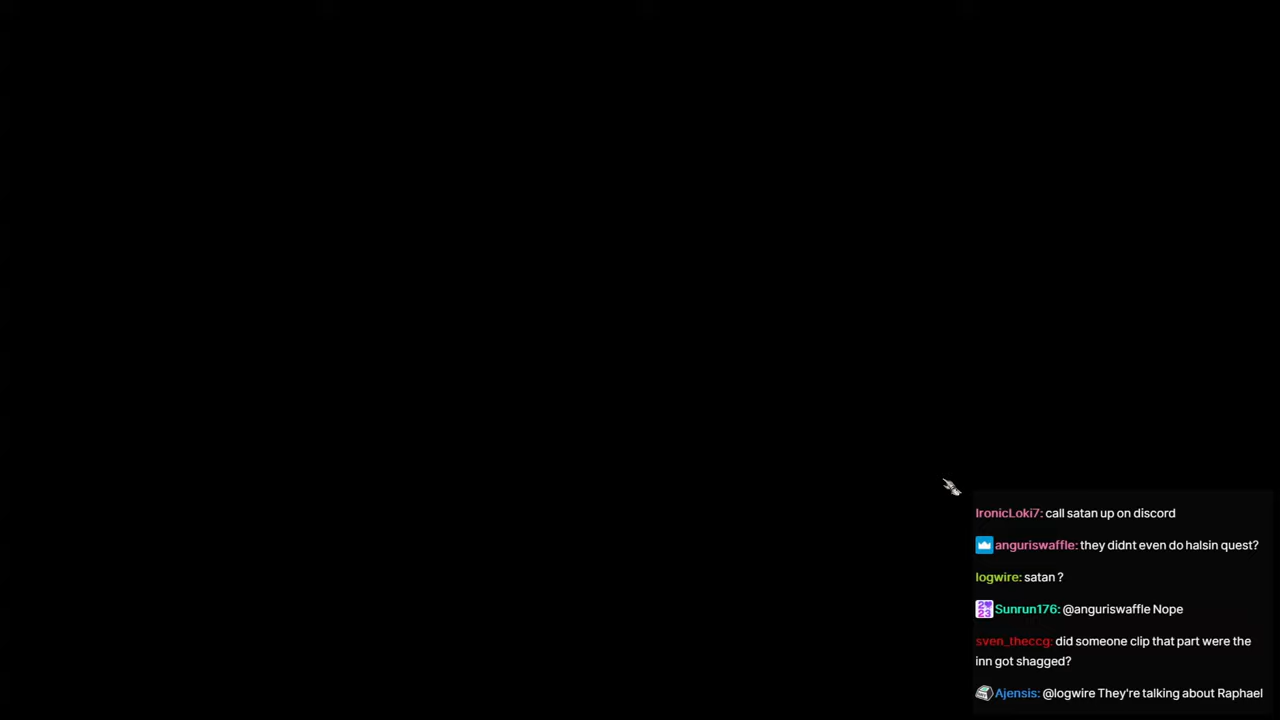 IronicLoki7: call satan up on discord
anguriswaffle: they didnt even do halsin quest?
logwire: satan ?
Sunrun176: @anguriswaffle Nope
sven_theccg: did someone clip that part were the
inn got shagged?
Ajensis: @logwire They're talking about Raphael